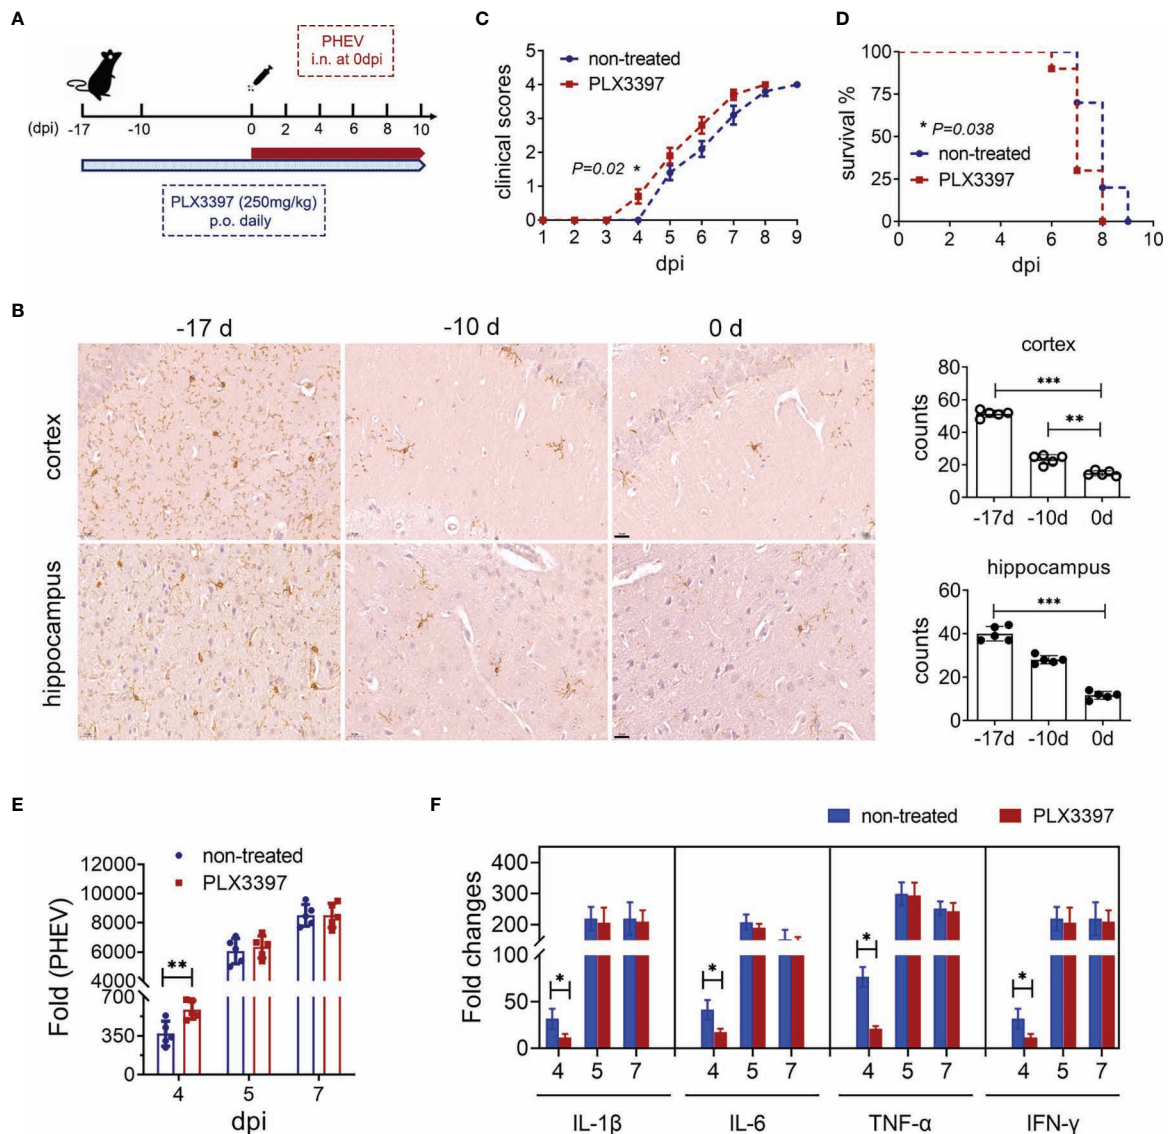 A
PHEV
i.n. at 0dpi
(dpi) -17 -10 0 2 4 6 8 10
PLX3397 (250mg/kg)
p.o. daily
C
clinical scores
5
4
3
2
1
0
non-treated
PLX3397
P=0.02 *
1 2 3 4 5 6 7 8 9
dpi
D
survival %
100
75
50
25
0
* P=0.038
non-treated
PLX3397
0 2 4 6 8 10
dpi
B
-17 d -10 d 0 d
cortex
hippocampus
cortex
counts
80
60
40
20
0
***
**
-17d -10d 0d
hippocampus
counts
60
40
20
0
***
-17d -10d 0d
E
Fold (PHEV)
12000
10000
8000
6000
4000
700
350
0
non-treated
PLX3397
**
4 5 7
dpi
F
non-treated PLX3397
Fold changes
400
300
200
100
50
0
* * * *
4 5 7 4 5 7 4 5 7 4 5 7
IL-1β IL-6 TNF-α IFN-γ